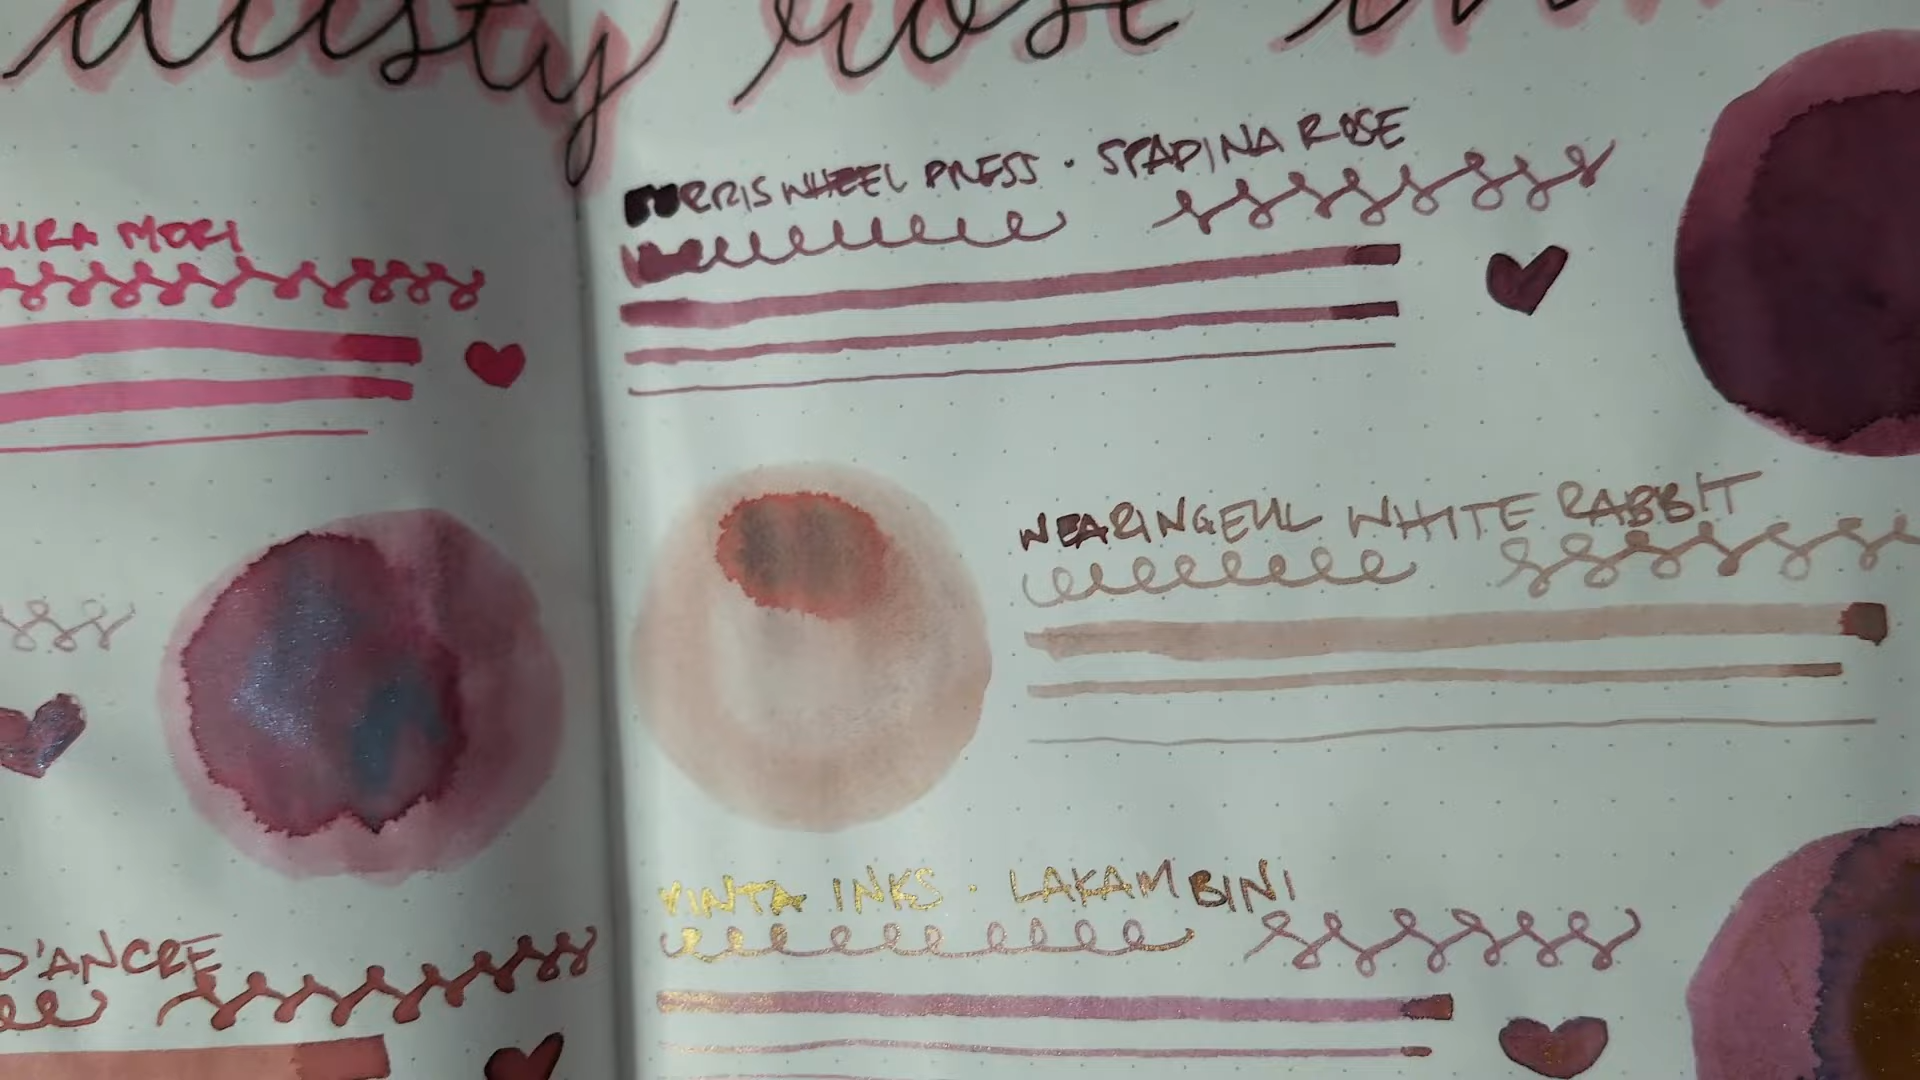 dusty rose
URA MORI
D'ANCRE
FERRIS WHEEL PRESS · SPADINA ROSE
WEARINGEUL WHITE RABBIT
VINTA INKS · LAKAMBINI